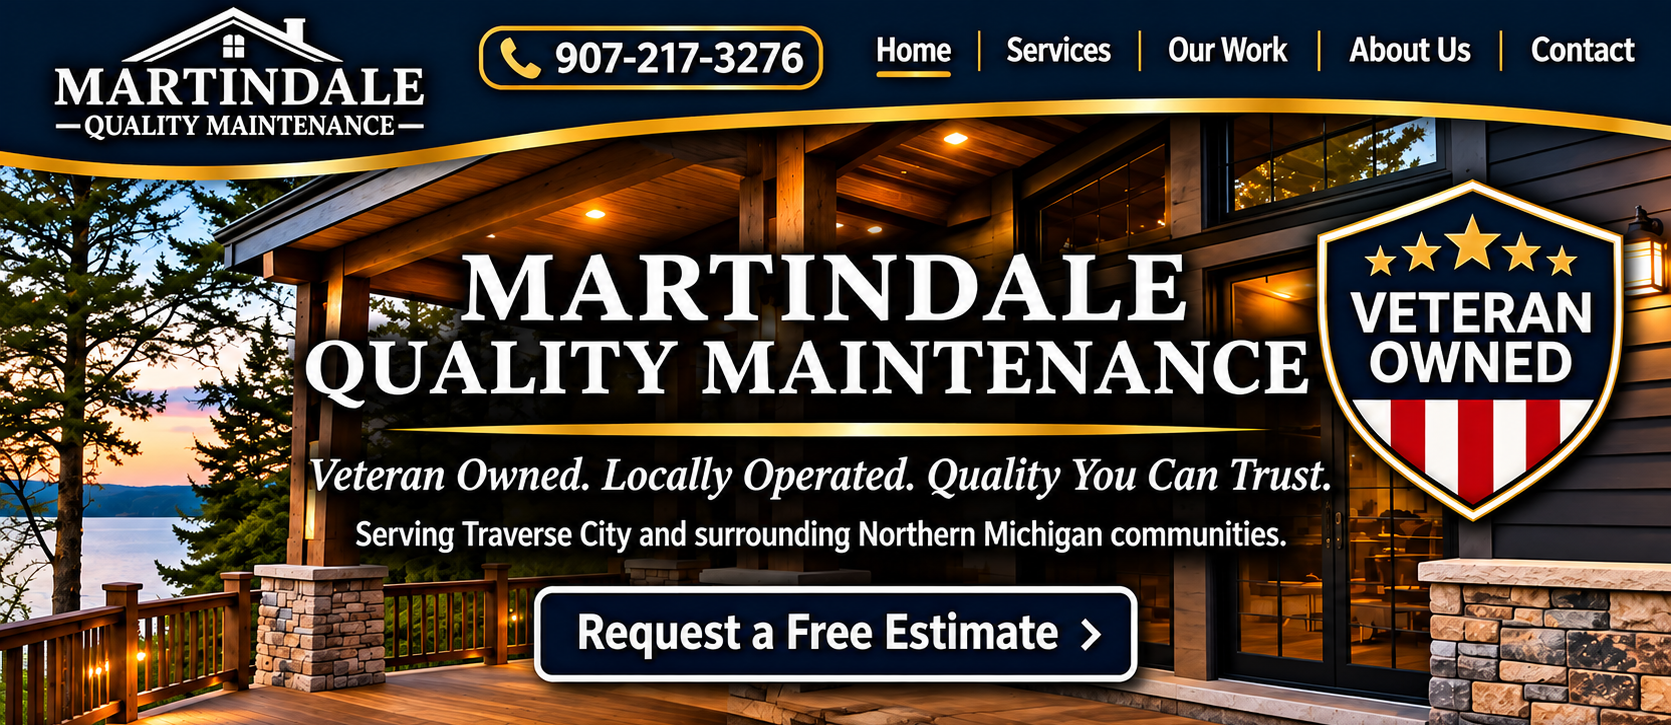 MARTINDALE
QUALITY MAINTENANCE
907-217-3276
Home
Services
Our Work
About Us
Contact
MARTINDALE
QUALITY MAINTENANCE
Veteran Owned. Locally Operated. Quality You Can Trust.
Serving Traverse City and surrounding Northern Michigan communities.
Request a Free Estimate
VETERAN
OWNED